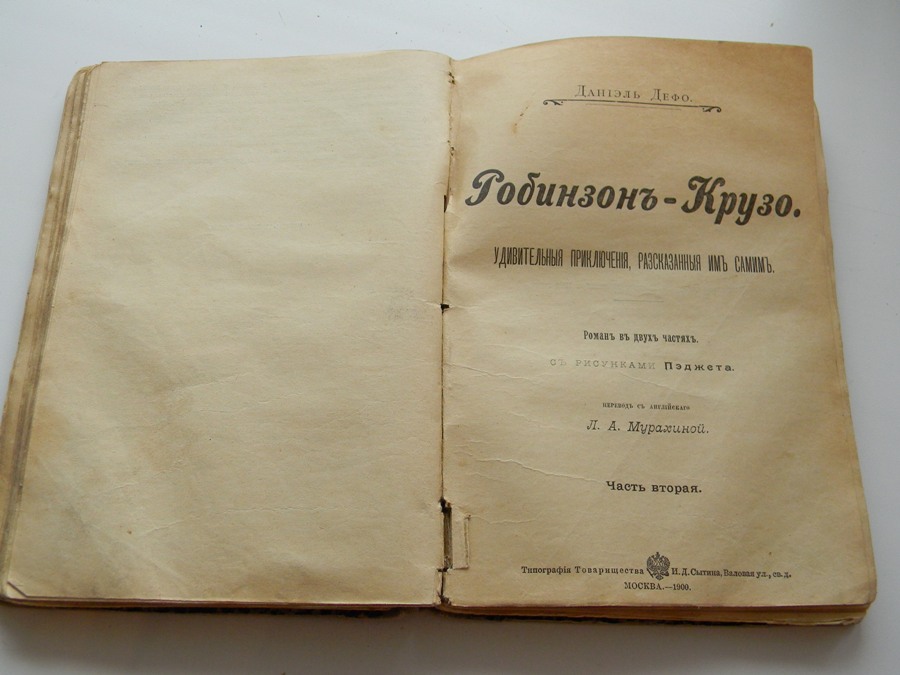 Даніэль Дефо.
Робинзонъ-Крузо.
УДИВИТЕЛЬНЫЯ ПРИКЛЮЧЕНІЯ, РАЗСКАЗАННЫЯ ИМЪ САМИМЪ.
Романъ въ двухъ частяхъ.
СЪ РИСУНКАМИ Пэджета.
ПЕРЕВОДЪ СЪ АНГЛІЙСКАГО
Л. А. Мурахиной.
Часть вторая.
Типографія Товарищества И. Д. Сытина, Валовая ул., св. д.
МОСКВА.—1900.